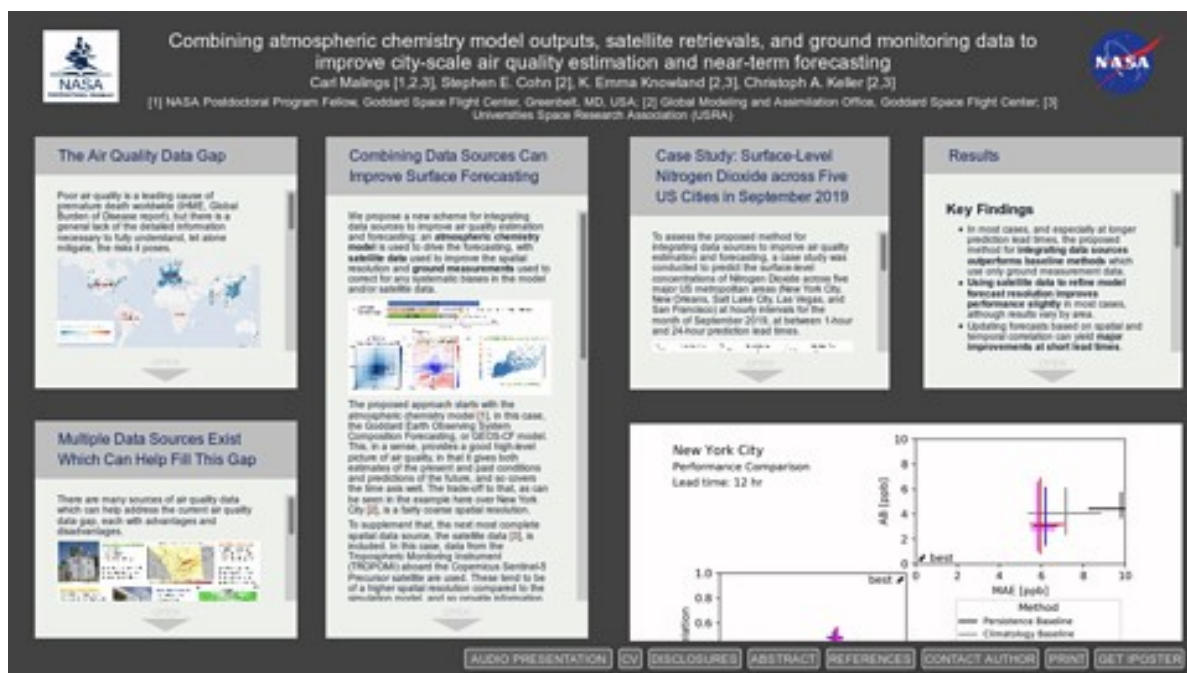 NASA
Combining atmospheric chemistry model outputs, satellite retrievals, and ground monitoring data to
improve city-scale air quality estimation and near-term forecasting
Carl Malings [1,2,3], Stephen E. Cohn [2], K. Emma Knowland [2,3], Christoph A. Keller [2,3]
[1] NASA Postdoctoral Program Fellow, Goddard Space Flight Center, Greenbelt, MD, USA; [2] Global Modeling and Assimilation Office, Goddard Space Flight Center; [3]
Universities Space Research Association (USRA)
NASA
The Air Quality Data Gap
Poor air quality is a leading cause of
premature death worldwide (IHME, Global
Burden of Disease report), but there is a
general lack of the detailed information
necessary to fully understand, let alone
mitigate, the risks it poses.
OPEN
Multiple Data Sources Exist
Which Can Help Fill This Gap
There are many sources of air quality data
which can help address the current air quality
data gap, each with advantages and
disadvantages.
OPEN
Combining Data Sources Can
Improve Surface Forecasting
We propose a new scheme for integrating
data sources to improve air quality estimation
and forecasting: an atmospheric chemistry
model is used to drive the forecasting, with
satellite data used to improve the spatial
resolution and ground measurements used to
correct for any systematic biases in the model
and/or satellite data.
The proposed approach starts with the
atmospheric chemistry model [1], in this case,
the Goddard Earth Observing System
Composition Forecasting, or GEOS-CF model.
This, in a sense, provides a good high-level
picture of air quality, in that it gives both
estimates of the present and past conditions
and predictions of the future, and so covers
the time axis well. The trade-off to that, as can
be seen in the example here over New York
City [2], is a fairly coarse spatial resolution.
To supplement that, the next most complete
spatial data source, the satellite data [3], is
included. In this case, data from the
Tropospheric Monitoring Instrument
(TROPOMI) aboard the Copernicus Sentinel-5
Precursor satellite are used. These tend to be
of a higher spatial resolution compared to the
simulation model, and so provide information
OPEN
Case Study: Surface-Level
Nitrogen Dioxide across Five
US Cities in September 2019
To assess the proposed method for
integrating data sources to improve air quality
estimation and forecasting, a case study was
conducted to predict the surface-level
concentrations of Nitrogen Dioxide across five
major US metropolitan areas (New York City,
New Orleans, Salt Lake City, Las Vegas, and
San Francisco) at hourly intervals for the
month of September 2019, at between 1-hour
and 24-hour prediction lead times.
OPEN
Results
Key Findings
• In most cases, and especially at longer
prediction lead times, the proposed
method for integrating data sources
outperforms baseline methods which
use only ground measurement data.
• Using satellite data to refine model
forecast resolution improves
performance slightly in most cases,
although results vary by area.
• Updating forecasts based on spatial and
temporal correlation can yield major
improvements at short lead times.
OPEN
New York City
Performance Comparison
Lead time: 12 hr
10
8
6
4
2
0
AB [ppb]
best
0 2 4 6 8 10
MAE [ppb]
1.0
0.8
0.6
best
Method
Persistence Baseline
Climatology Baseline
AUDIO PRESENTATION CV DISCLOSURES ABSTRACT REFERENCES CONTACT AUTHOR PRINT GET IPOSTER